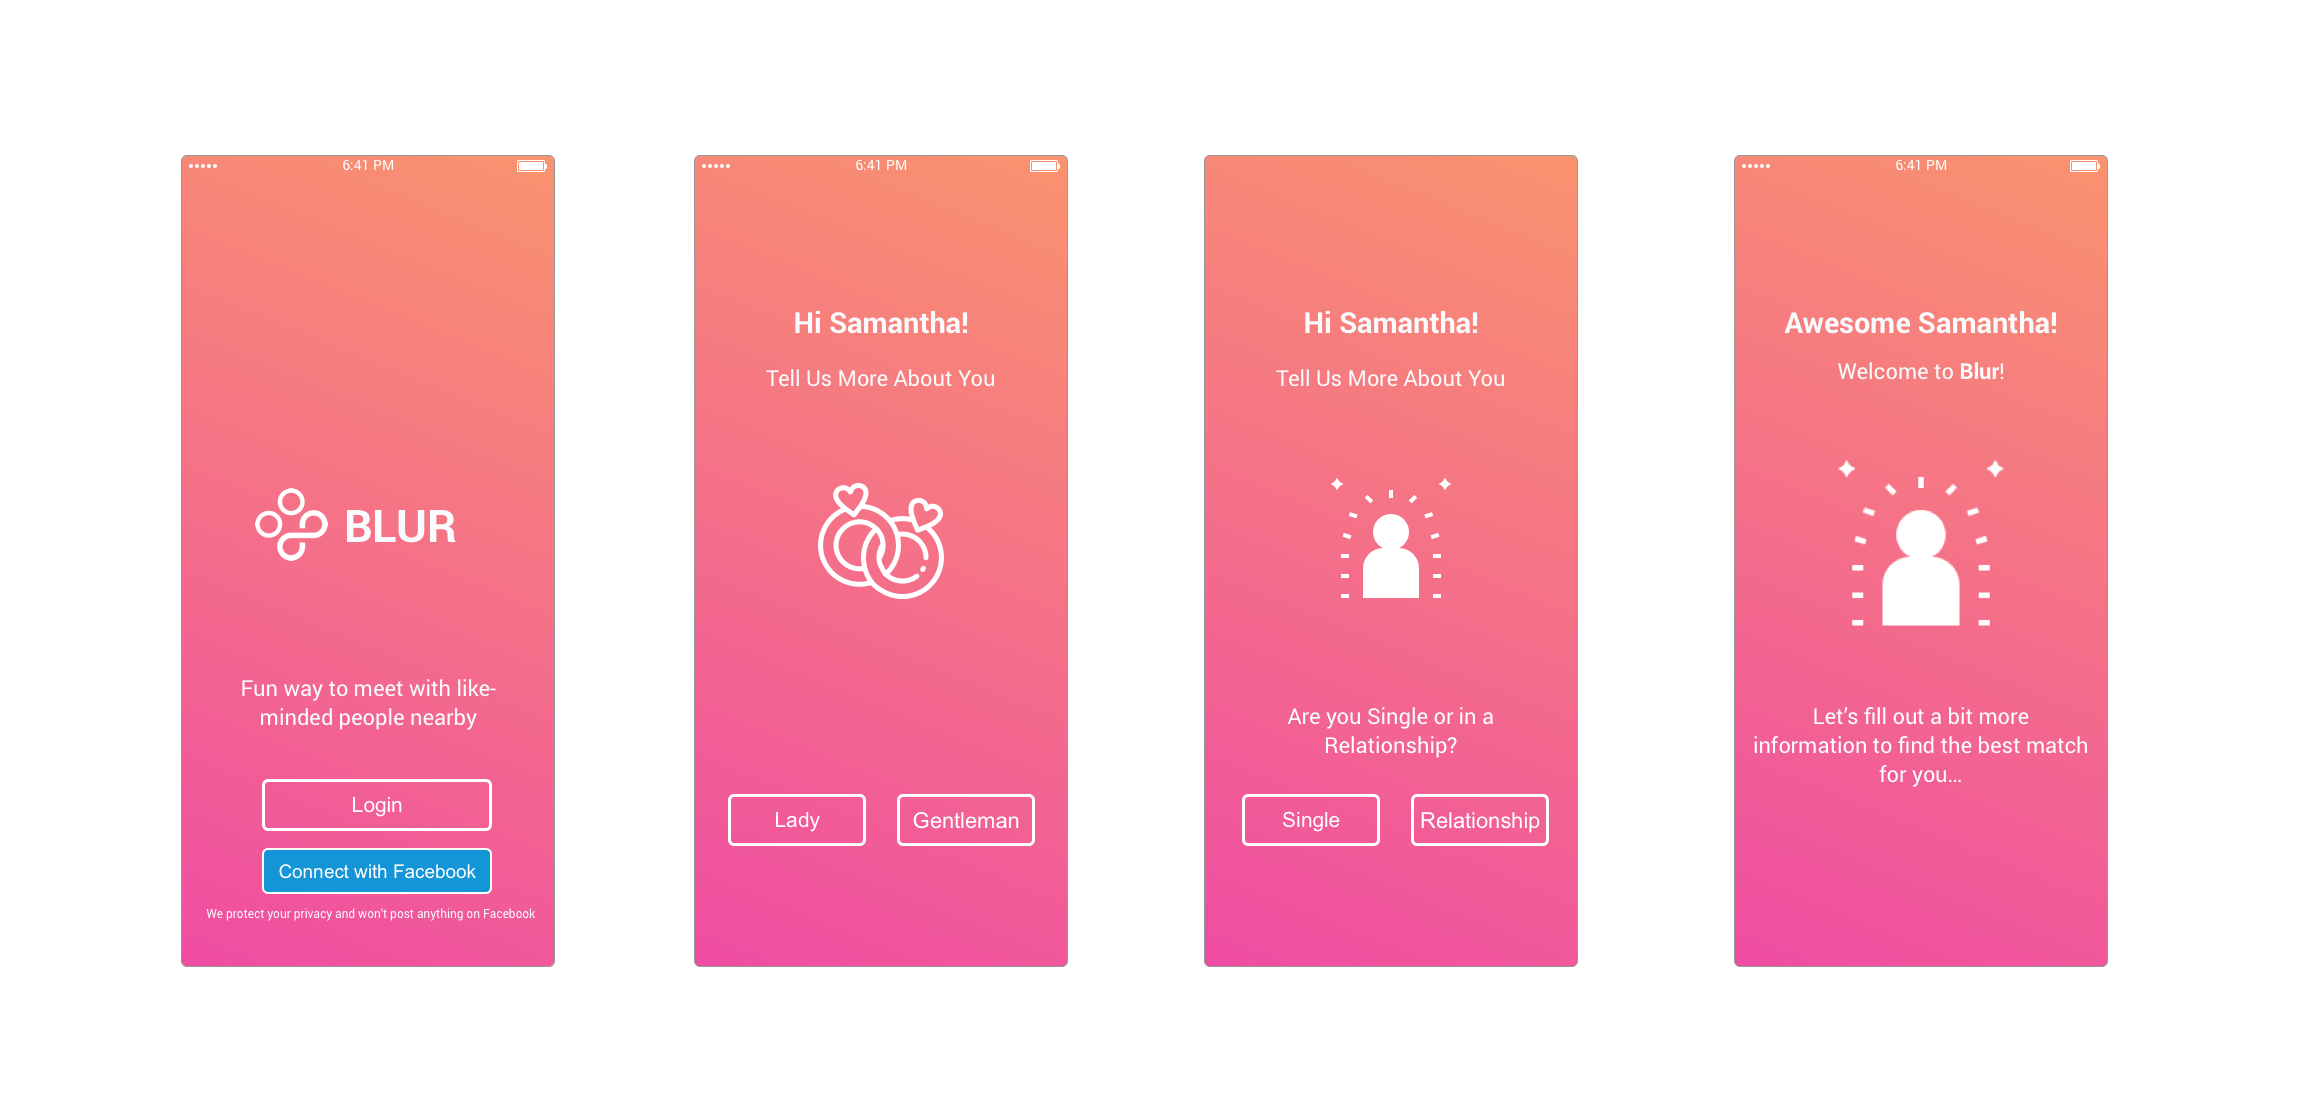 6:41 PM
BLUR
Fun way to meet with like-
minded people nearby
Login
Connect with Facebook
We protect your privacy and won't post anything on Facebook
6:41 PM
Hi Samantha!
Tell Us More About You
Lady
Gentleman
Hi Samantha!
Tell Us More About You
Are you Single or in a
Relationship?
Single
Relationship
6:41 PM
Awesome Samantha!
Welcome to Blur!
Let’s fill out a bit more
information to find the best match
for you...